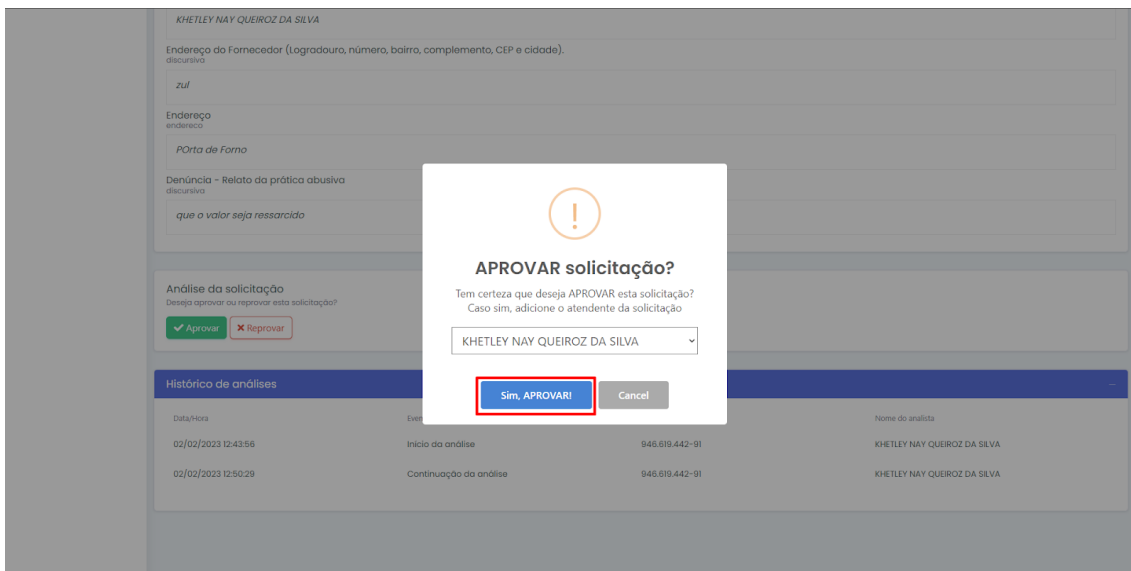 KHETLEY NAY QUEIROZ DA SILVA
Endereço do Fornecedor (Logradouro, número, bairro, complemento, CEP e cidade).
discursivo
zul
Endereço
endereco
POrta de Forno
Denúncia - Relato da prática abusiva
discursiva
que o valor seja ressarcido
!
APROVAR solicitação?
Tem certeza que deseja APROVAR esta solicitação?
Caso sim, adicione o atendente da solicitação
KHETLEY NAY QUEIROZ DA SILVA
Sim, APROVAR!
Cancel
Análise da solicitação
Deseja aprovar ou reprovar esta solicitação?
Aprovar
Reprovar
Histórico de análises
Data/Hora Even Nome do analista
02/02/2023 12:43:56 Início da análise 946.619.442-91 KHETLEY NAY QUEIROZ DA SILVA
02/02/2023 12:50:29 Continuação da análise 946.619.442-91 KHETLEY NAY QUEIROZ DA SILVA